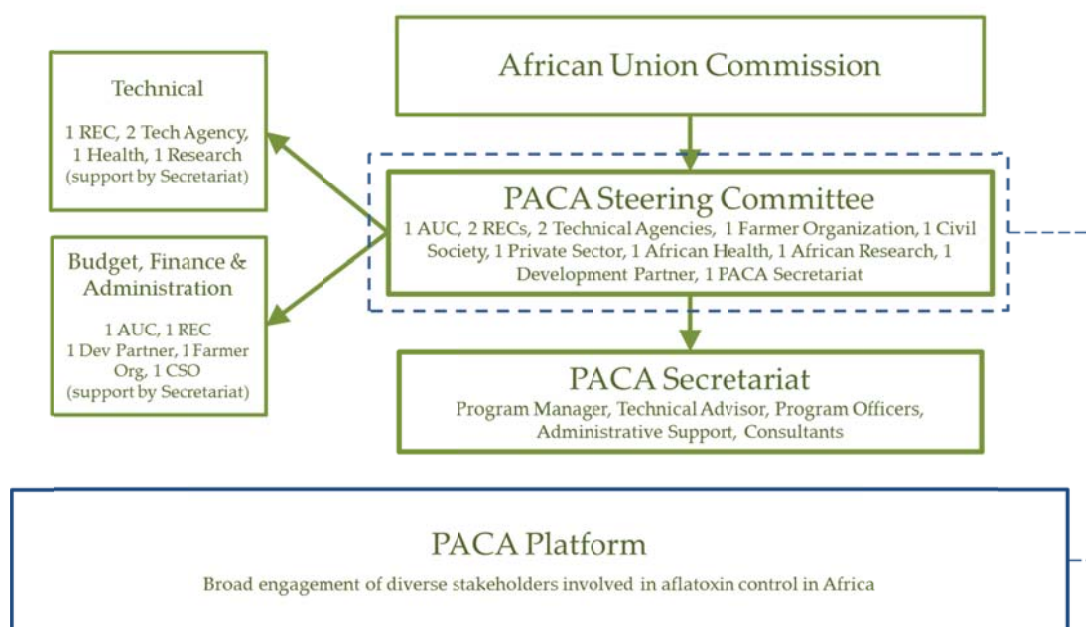 African Union Commission
Technical
1 REC, 2 Tech Agency,
1 Health, 1 Research
(support by Secretariat)
PACA Steering Committee
1 AUC, 2 RECs, 2 Technical Agencies, 1 Farmer Organization, 1 Civil
Society, 1 Private Sector, 1 African Health, 1 African Research, 1
Development Partner, 1 PACA Secretariat
Budget, Finance &
Administration
1 AUC, 1 REC
1 Dev Partner, 1 Farmer
Org, 1 CSO
(support by Secretariat)
PACA Secretariat
Program Manager, Technical Advisor, Program Officers,
Administrative Support, Consultants
PACA Platform
Broad engagement of diverse stakeholders involved in aflatoxin control in Africa